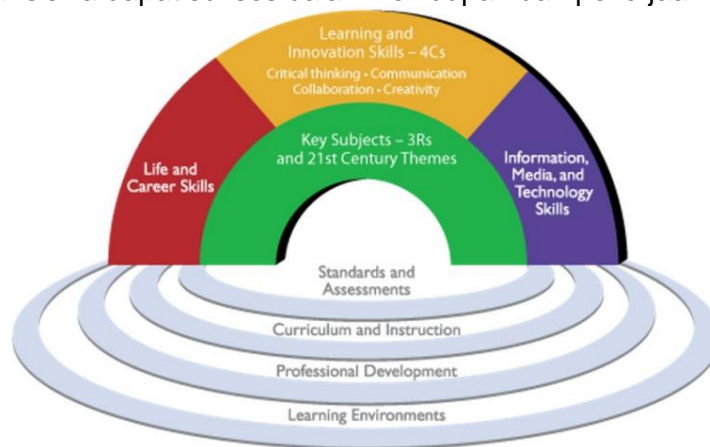 Learning and
Innovation Skills – 4Cs
Critical thinking • Communication
Collaboration • Creativity
Key Subjects – 3Rs
and 21st Century Themes
Life and
Career Skills
Information,
Media, and
Technology
Skills
Standards and
Assessments
Curriculum and Instruction
Professional Development
Learning Environments